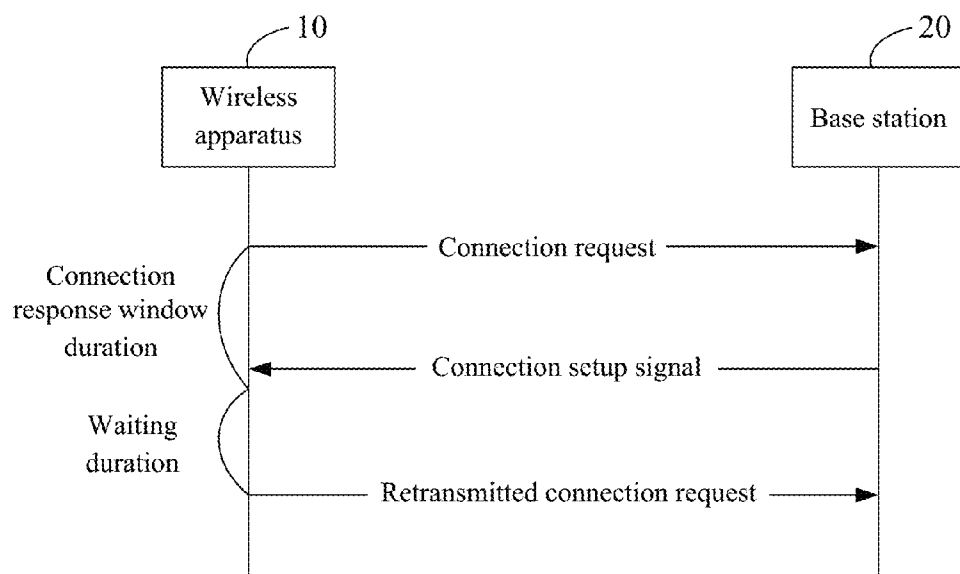 10
20
Wireless
apparatus
Base station
Connection request
Connection
response window
duration
Connection setup signal
Waiting
duration
Retransmitted connection request